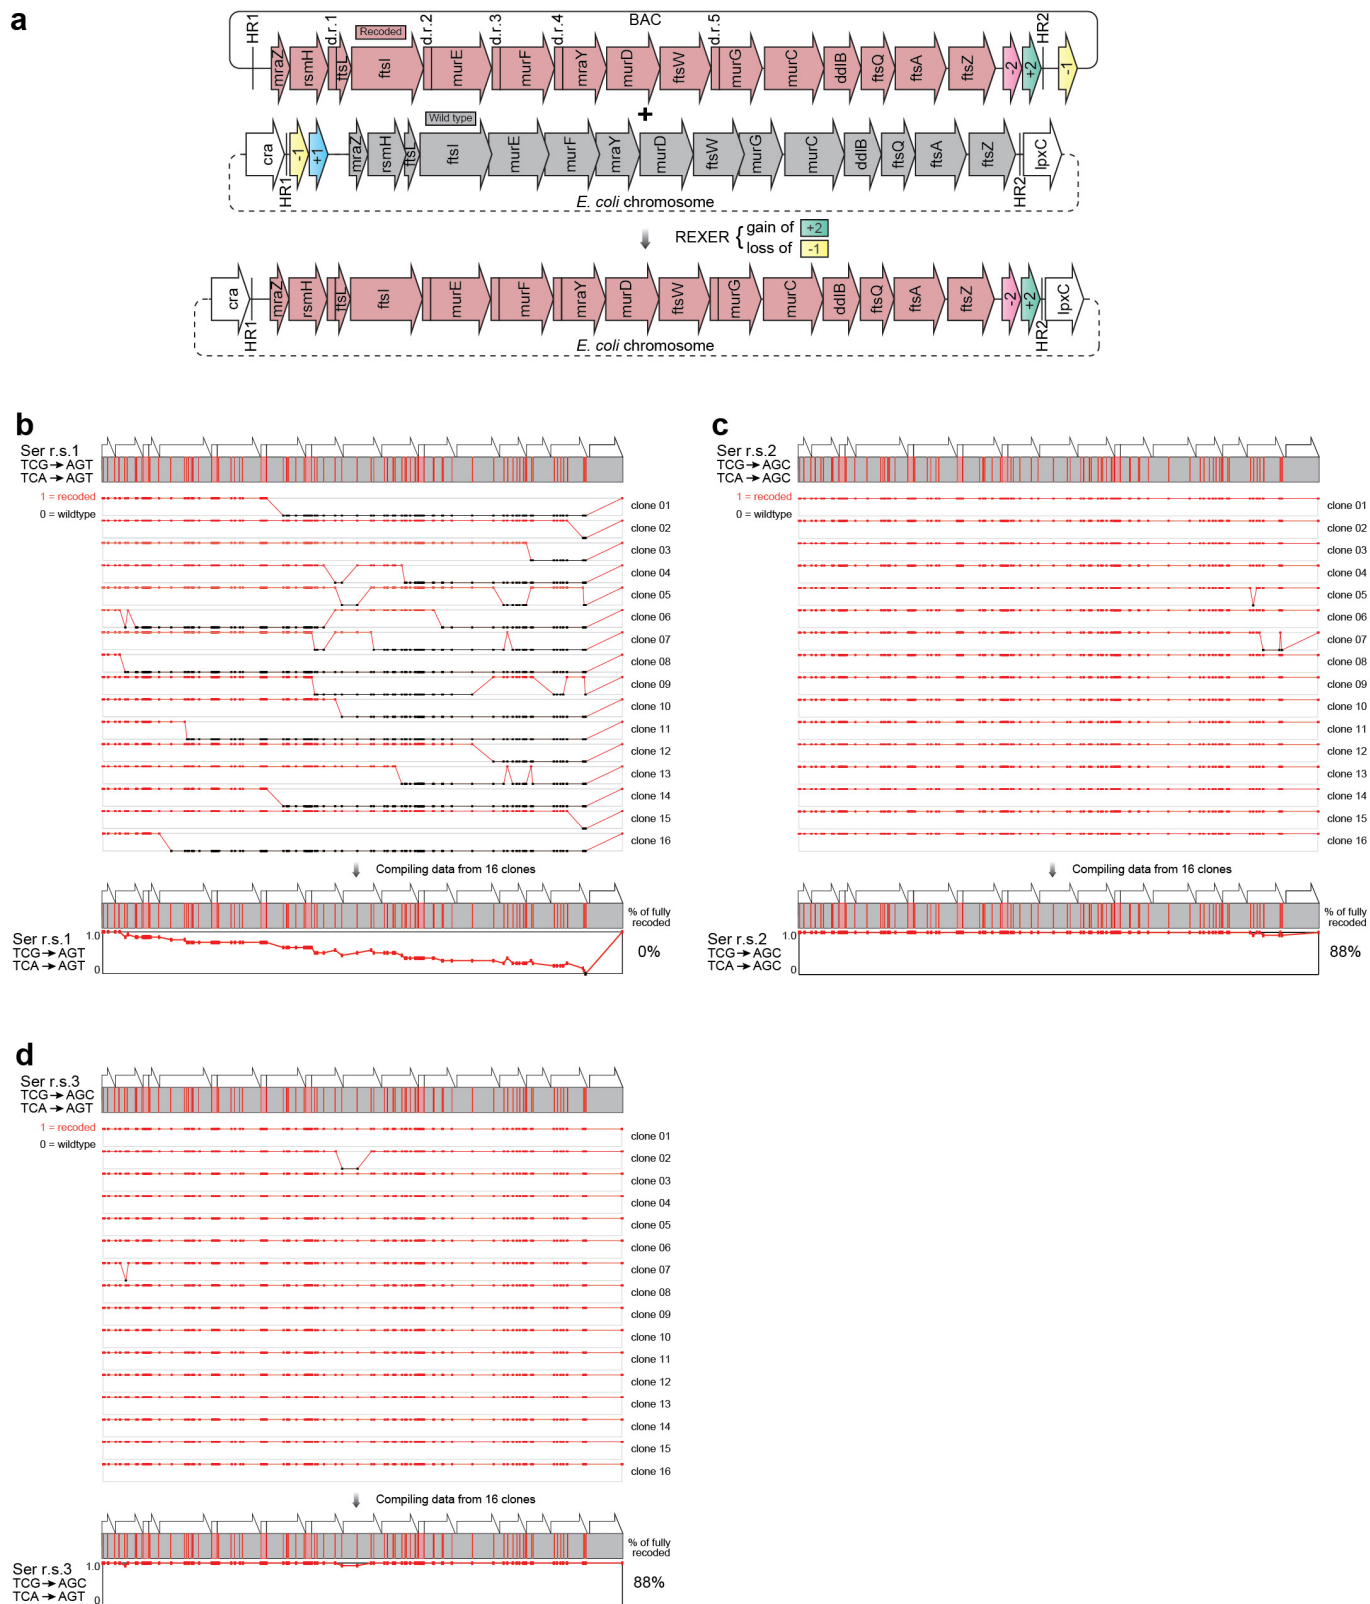 a
HR1
d.r.1
Recoded
d.r.2
d.r.3
d.r.4
BAC
d.r.5
HR2
mraZ
rsmH
ftsL
ftsI
murE
murF
mraY
murD
ftsW
murG
murC
ddlB
ftsQ
ftsA
ftsZ
-2
+2
-1
Wild type
+
cra
HR1
-1
+1
mraZ
rsmH
ftsL
ftsI
murE
murF
mraY
murD
ftsW
murG
murC
ddlB
ftsQ
ftsA
ftsZ
HR2
lpxC
E. coli chromosome
REXER { gain of +2
loss of -1
cra
HR1
mraZ
rsmH
ftsL
ftsI
murE
murF
mraY
murD
ftsW
murG
murC
ddlB
ftsQ
ftsA
ftsZ
-2
+2
HR2
lpxC
E. coli chromosome
b
Ser r.s.1
TCG→AGT
TCA→AGT
1 = recoded
0 = wildtype
clone 01
clone 02
clone 03
clone 04
clone 05
clone 06
clone 07
clone 08
clone 09
clone 10
clone 11
clone 12
clone 13
clone 14
clone 15
clone 16
Compiling data from 16 clones
% of fully
recoded
Ser r.s.1
TCG→AGT
TCA→AGT
1.0
0
0%
c
Ser r.s.2
TCG→AGC
TCA→AGC
1 = recoded
0 = wildtype
clone 01
clone 02
clone 03
clone 04
clone 05
clone 06
clone 07
clone 08
clone 09
clone 10
clone 11
clone 12
clone 13
clone 14
clone 15
clone 16
Compiling data from 16 clones
% of fully
recoded
Ser r.s.2
TCG→AGC
TCA→AGC
1.0
0
88%
d
Ser r.s.3
TCG→AGC
TCA→AGT
1 = recoded
0 = wildtype
clone 01
clone 02
clone 03
clone 04
clone 05
clone 06
clone 07
clone 08
clone 09
clone 10
clone 11
clone 12
clone 13
clone 14
clone 15
clone 16
Compiling data from 16 clones
% of fully
recoded
Ser r.s.3
TCG→AGC
TCA→AGT
1.0
0
88%